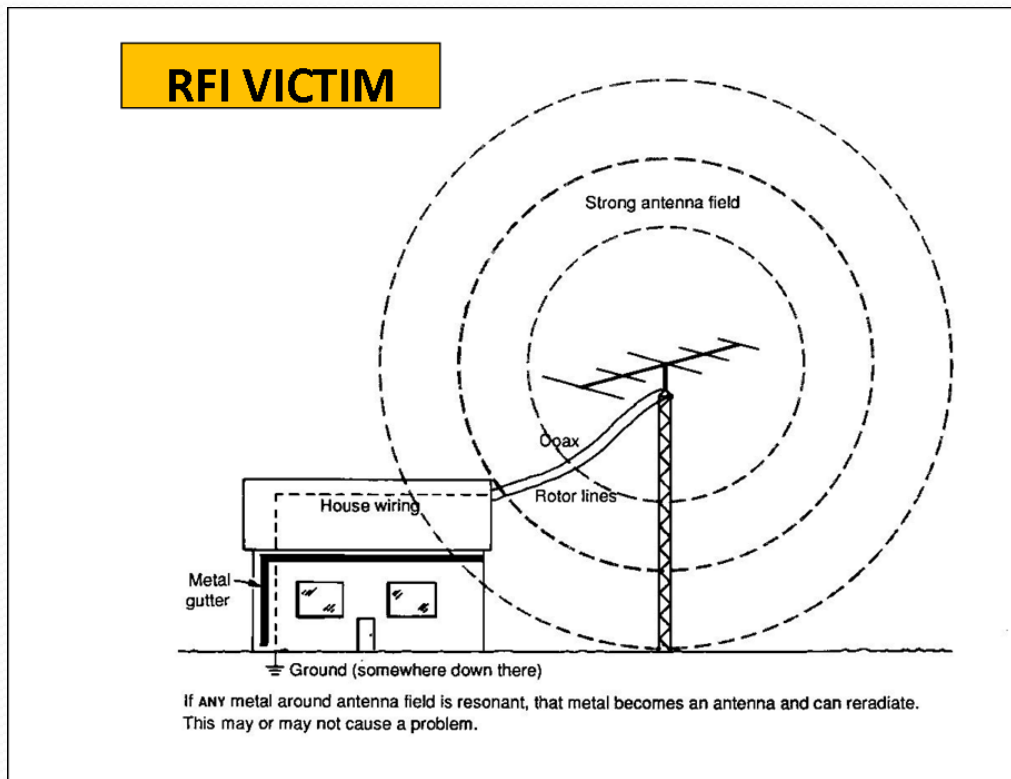 RFI VICTIM
Strong antenna field
Coax
Rotor lines
House wiring
Metal
gutter
Ground (somewhere down there)
If ANY metal around antenna field is resonant, that metal becomes an antenna and can reradiate.
This may or may not cause a problem.